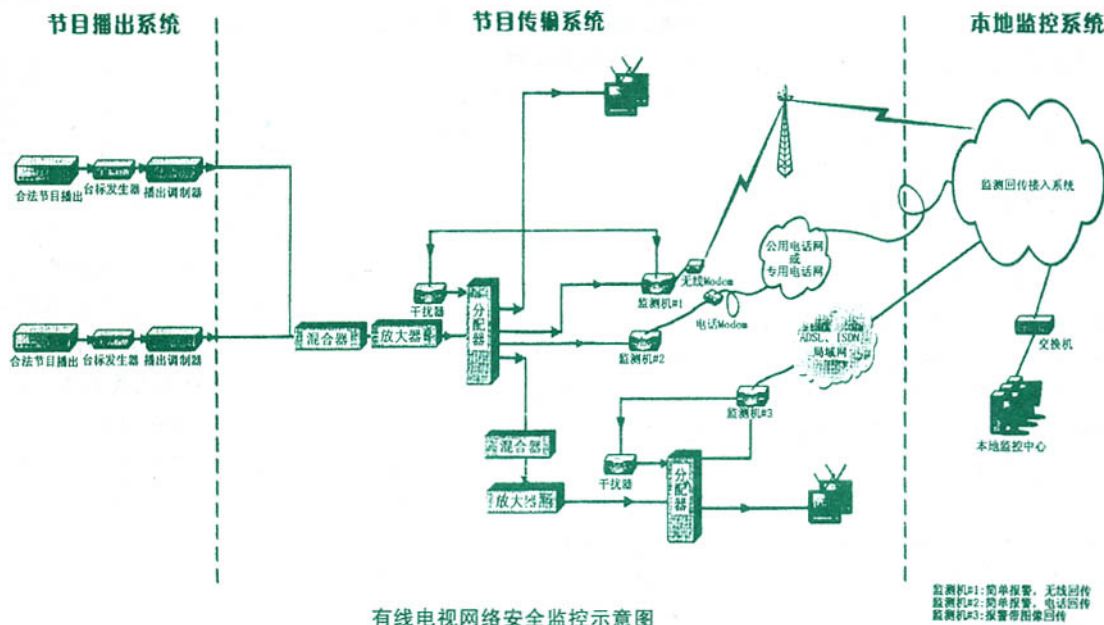 节目播出系统
节目传输系统
本地监控系统
合法节目播出
台标发生器
播出调制器
监测回传接入系统
公用电话网
或
专用电话网
无线Modem
干扰器
监测机#1
分配器
电话Modem
合法节目播出
台标发生器
播出调制器
混合器
放大器
监测机#2
ADSL、ISDN
局域网
交换机
监测机#3
本地监控中心
混合器
干扰器
分配器
放大器
监测机#1:简单报警，无线回传
监测机#2:简单报警，电话回传
监测机#3:报警带图像回传
有线电视网络安全监控示意图